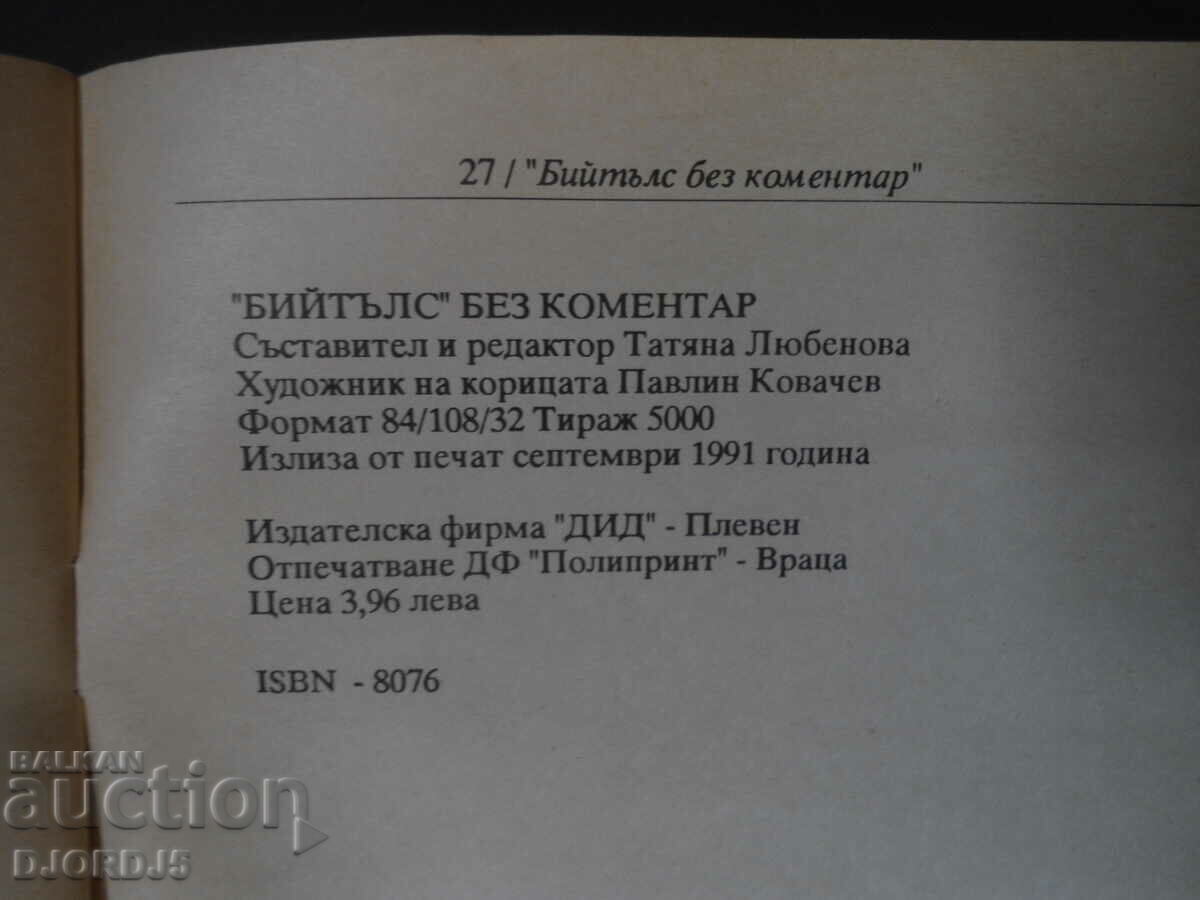 27 / "Бийтълс без коментар"
"БИЙТЪЛС" БЕЗ КОМЕНТАР
Съставител и редактор Татяна Любенова
Художник на корицата Павлин Ковачев
Формат 84/108/32 Тираж 5000
Излиза от печат септември 1991 година
Издателска фирма "ДИД" - Плевен
Отпечатване ДФ "Полипринт" - Враца
Цена 3,96 лева
ISBN - 8076
BALKAN
auction
DJORDJ5